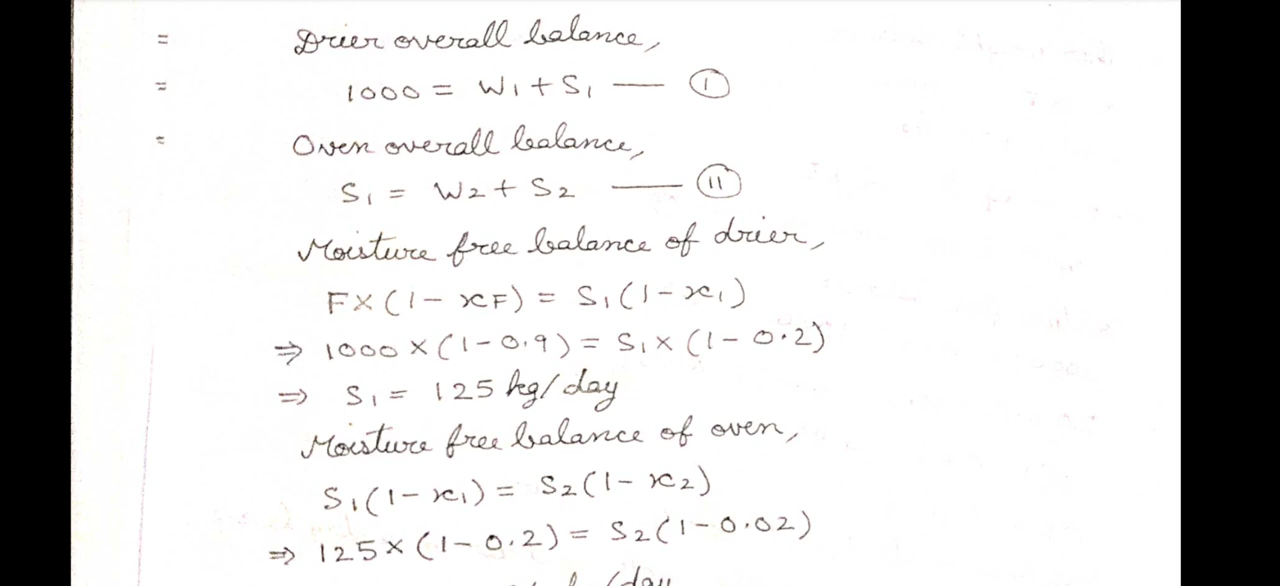 = Drier overall balance,
= 1000 = W1 + S1 — (I)
= Oven overall balance,
S1 = W2 + S2 — (II)
Moisture free balance of drier,
F × (1 - xF) = S1 (1 - x1)
⇒ 1000 × (1 - 0.9) = S1 × (1 - 0.2)
⇒ S1 = 125 kg/day
Moisture free balance of oven,
S1 (1 - x1) = S2 (1 - x2)
⇒ 125 × (1 - 0.2) = S2 (1 - 0.02)
/day